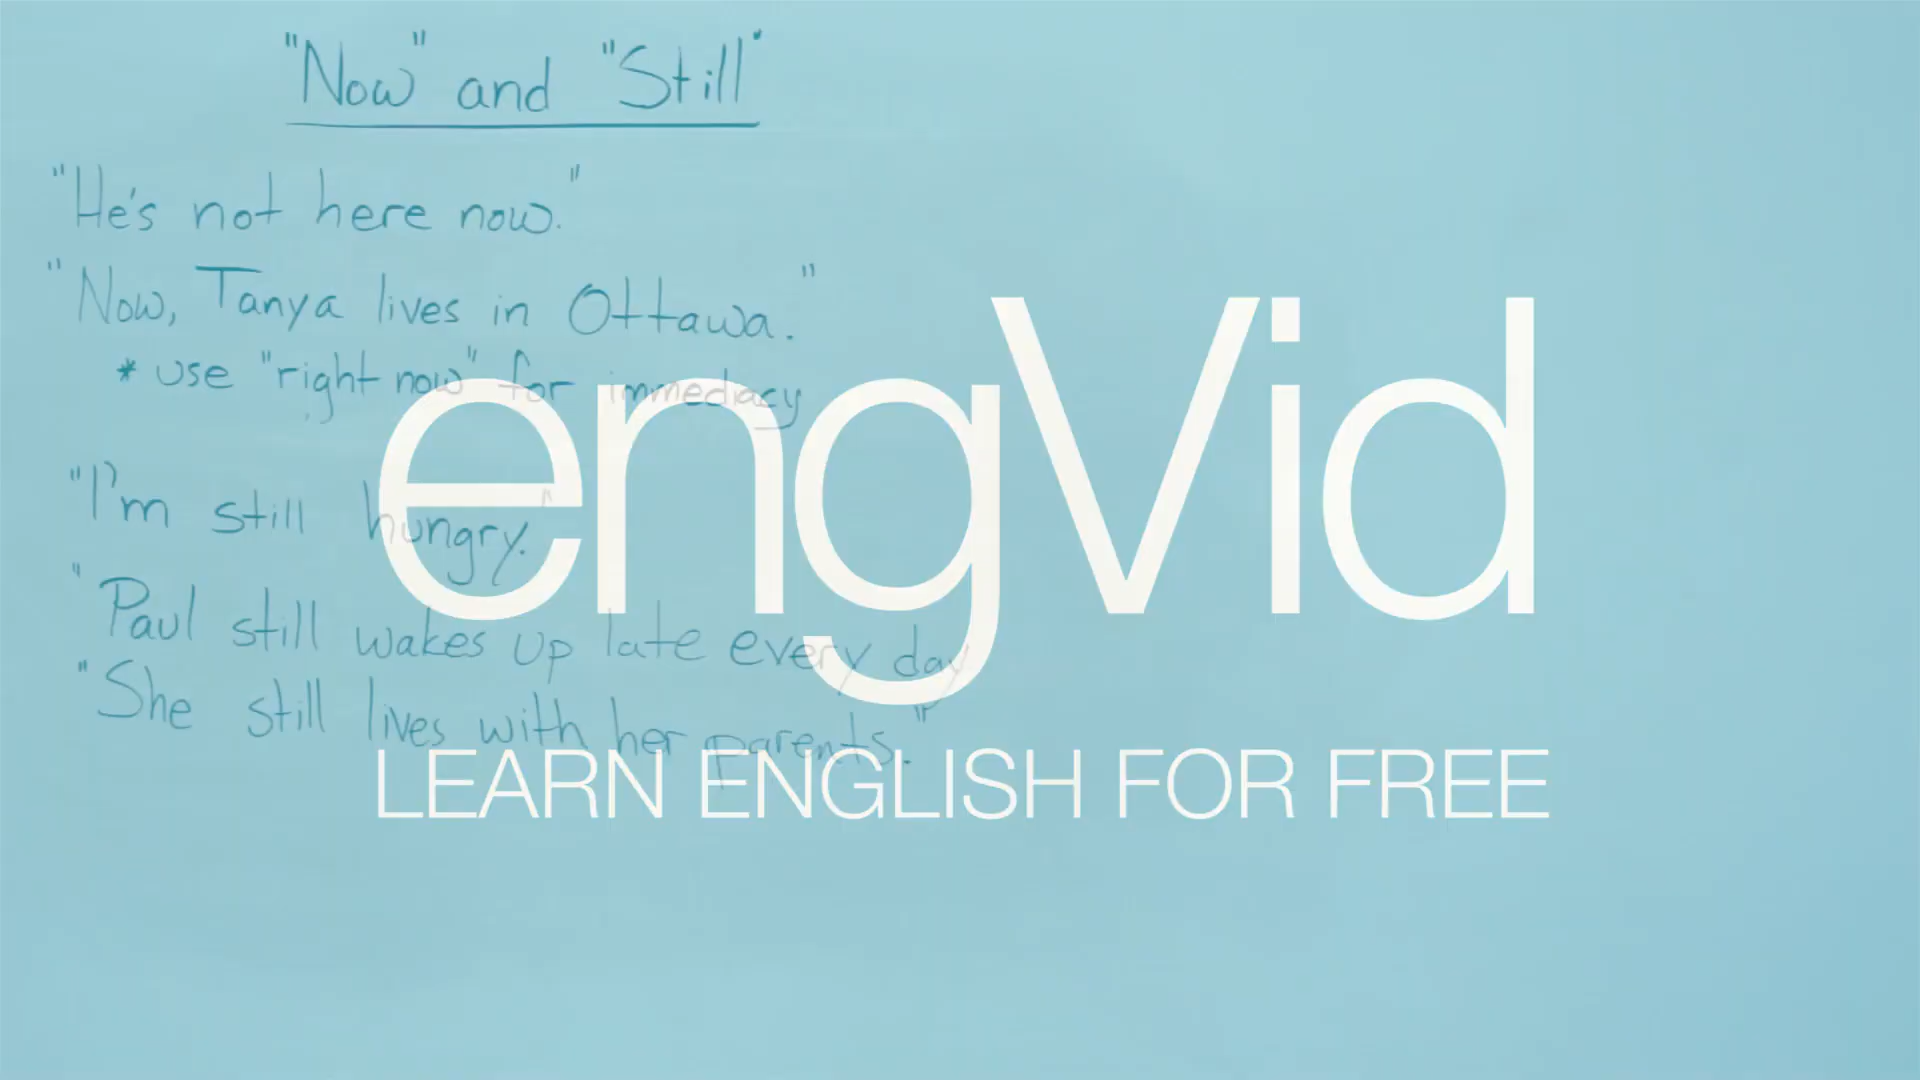 "Now" and "Still"
"He's not here now."
"Now, Tanya lives in Ottawa."
* use "right now" for immediacy
"I'm still hungry."
"Paul still wakes up late every day
"She still lives with her parents."
engVid
LEARN ENGLISH FOR FREE